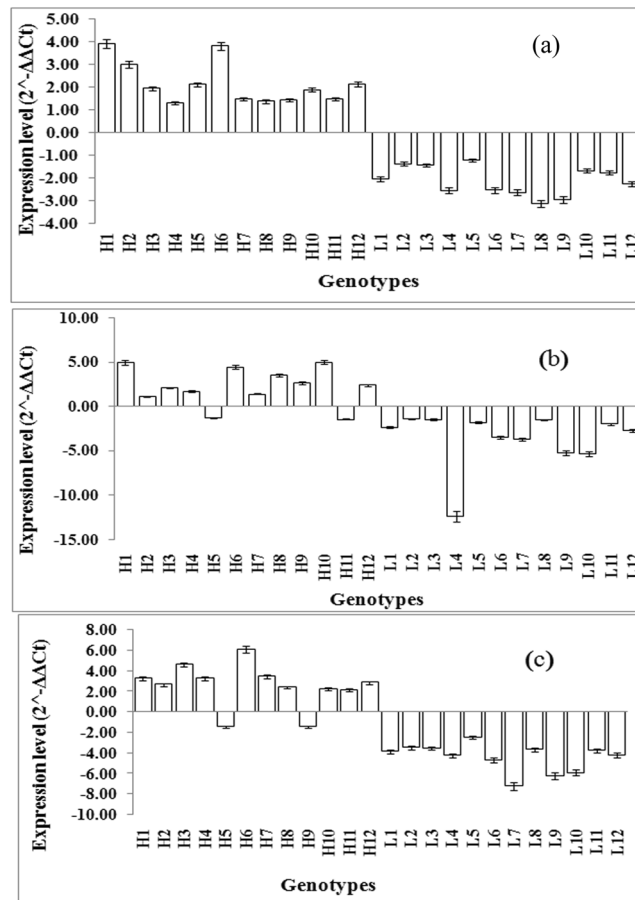 (a)
Expression level (2^-ΔΔCt)
4.00
5.00
3.00
2.00
1.00
0.00
-1.00
-2.00
-3.00
-4.00
H1 H2 H3 H4 H5 H6 H7 H8 H9 H10 H11 H12 L1 L2 L3 L4 L5 L6 L7 L8 L9 L10 L11 L12
Genotypes
(b)
Expression level (2^-ΔΔCt)
10.00
5.00
0.00
-5.00
-10.00
-15.00
H1 H2 H3 H4 H5 H6 H7 H8 H9 H10 H11 H12 L1 L2 L3 L4 L5 L6 L7 L8 L9 L10 L11 L12
Genotypes
(c)
Expression level (2^-ΔΔCt)
8.00
6.00
4.00
2.00
0.00
-2.00
-4.00
-6.00
-8.00
-10.00
H1 H2 H3 H4 H5 H6 H7 H8 H9 H10 H11 H12 L1 L2 L3 L4 L5 L6 L7 L8 L9 L10 L11 L12
Genotypes